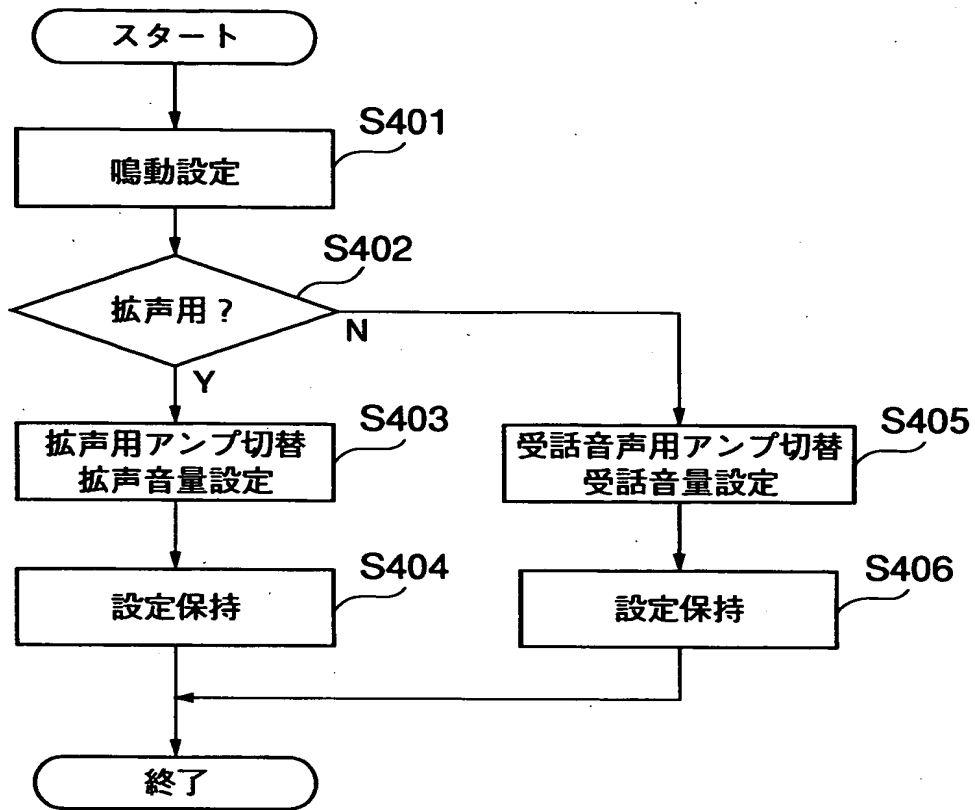 スタート
S401
鳴動設定
S402
拡声用?
N
Y
S403
拡声用アンプ切替
拡声音量設定
S405
受話音声用アンプ切替
受話音量設定
S404
設定保持
S406
設定保持
終了